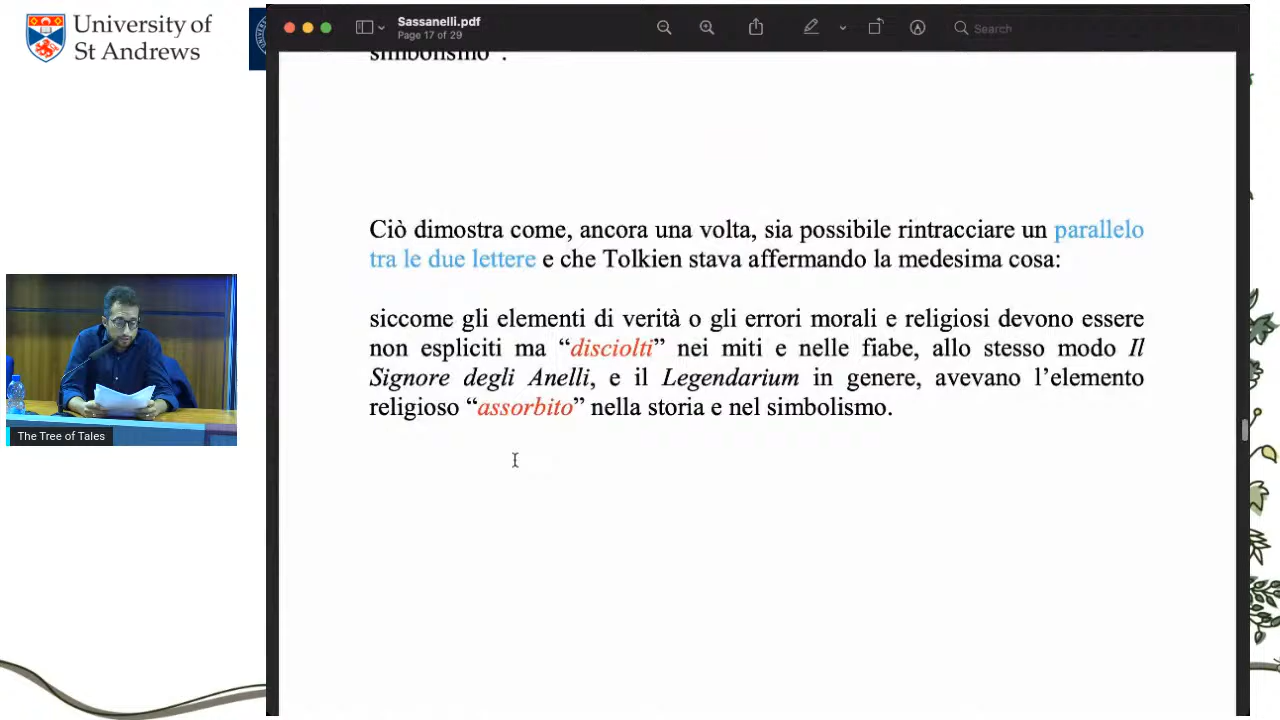 University of
St Andrews
Sassanelli.pdf
Page 17 of 29
Search
simbolismo".
Ciò dimostra come, ancora una volta, sia possibile rintracciare un parallelo
tra le due lettere e che Tolkien stava affermando la medesima cosa:
siccome gli elementi di verità o gli errori morali e religiosi devono essere
non espliciti ma “disciolti” nei miti e nelle fiabe, allo stesso modo Il
Signore degli Anelli, e il Legendarium in genere, avevano l’elemento
religioso “assorbito” nella storia e nel simbolismo.
The Tree of Tales